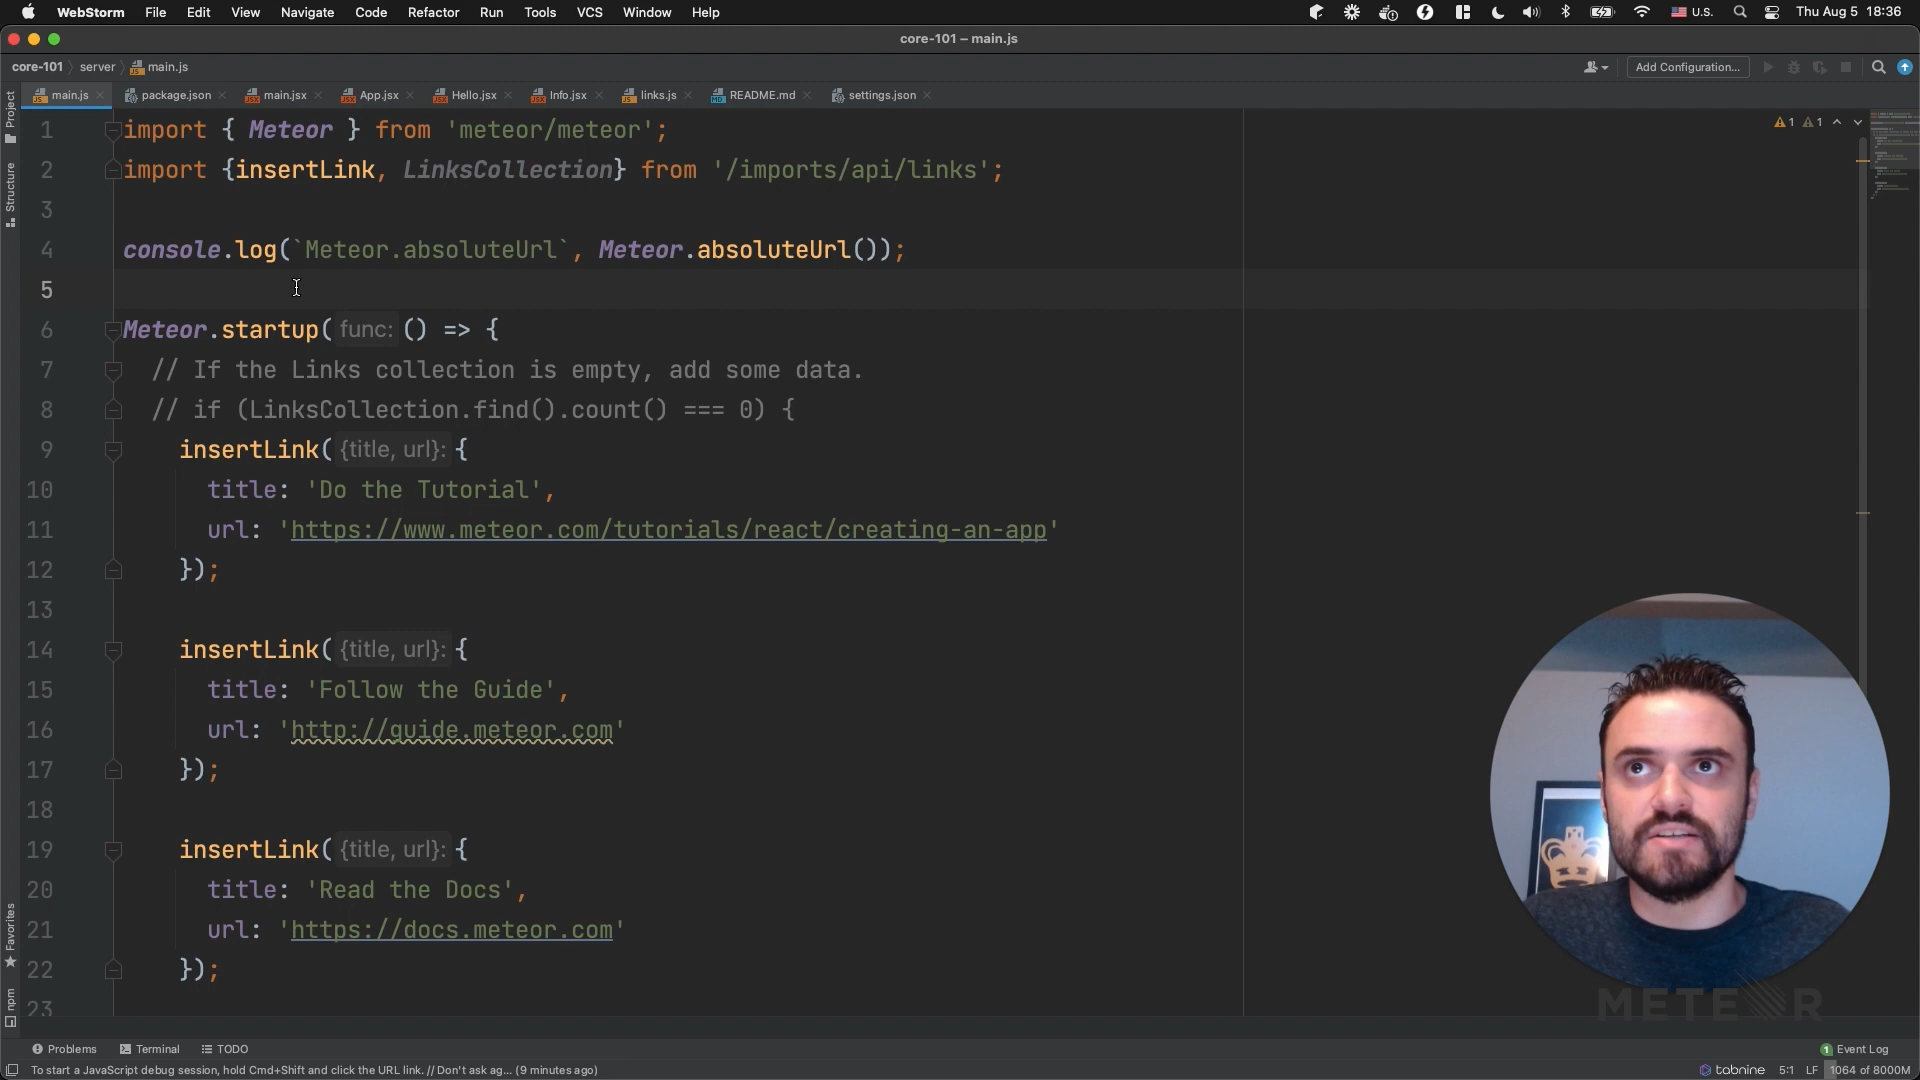 WebStorm File Edit View Navigate Code Refactor Run Tools VCS Window Help U.S. Thu Aug 5 18:36
core-101 – main.js
core-101 server main.js Add Configuration...
main.js package.json main.jsx App.jsx Hello.jsx Info.jsx links.js README.md settings.json
Project
Structure
Favorites
npm
1 import { Meteor } from 'meteor/meteor'; 1 1
2 import {insertLink, LinksCollection} from '/imports/api/links';
3
4 console.log(`Meteor.absoluteUrl`, Meteor.absoluteUrl());
5
6 Meteor.startup( func: () => {
7 // If the Links collection is empty, add some data.
8 // if (LinksCollection.find().count() === 0) {
9 insertLink( {title, url}: {
10 title: 'Do the Tutorial',
11 url: 'https://www.meteor.com/tutorials/react/creating-an-app'
12 });
13
14 insertLink( {title, url}: {
15 title: 'Follow the Guide',
16 url: 'http://guide.meteor.com'
17 });
18
19 insertLink( {title, url}: {
20 title: 'Read the Docs',
21 url: 'https://docs.meteor.com'
22 });
23
METEOR
Problems Terminal TODO 1 Event Log
To start a JavaScript debug session, hold Cmd+Shift and click the URL link. // Don't ask ag... (9 minutes ago) tabnine 5:1 LF 1064 of 8000M